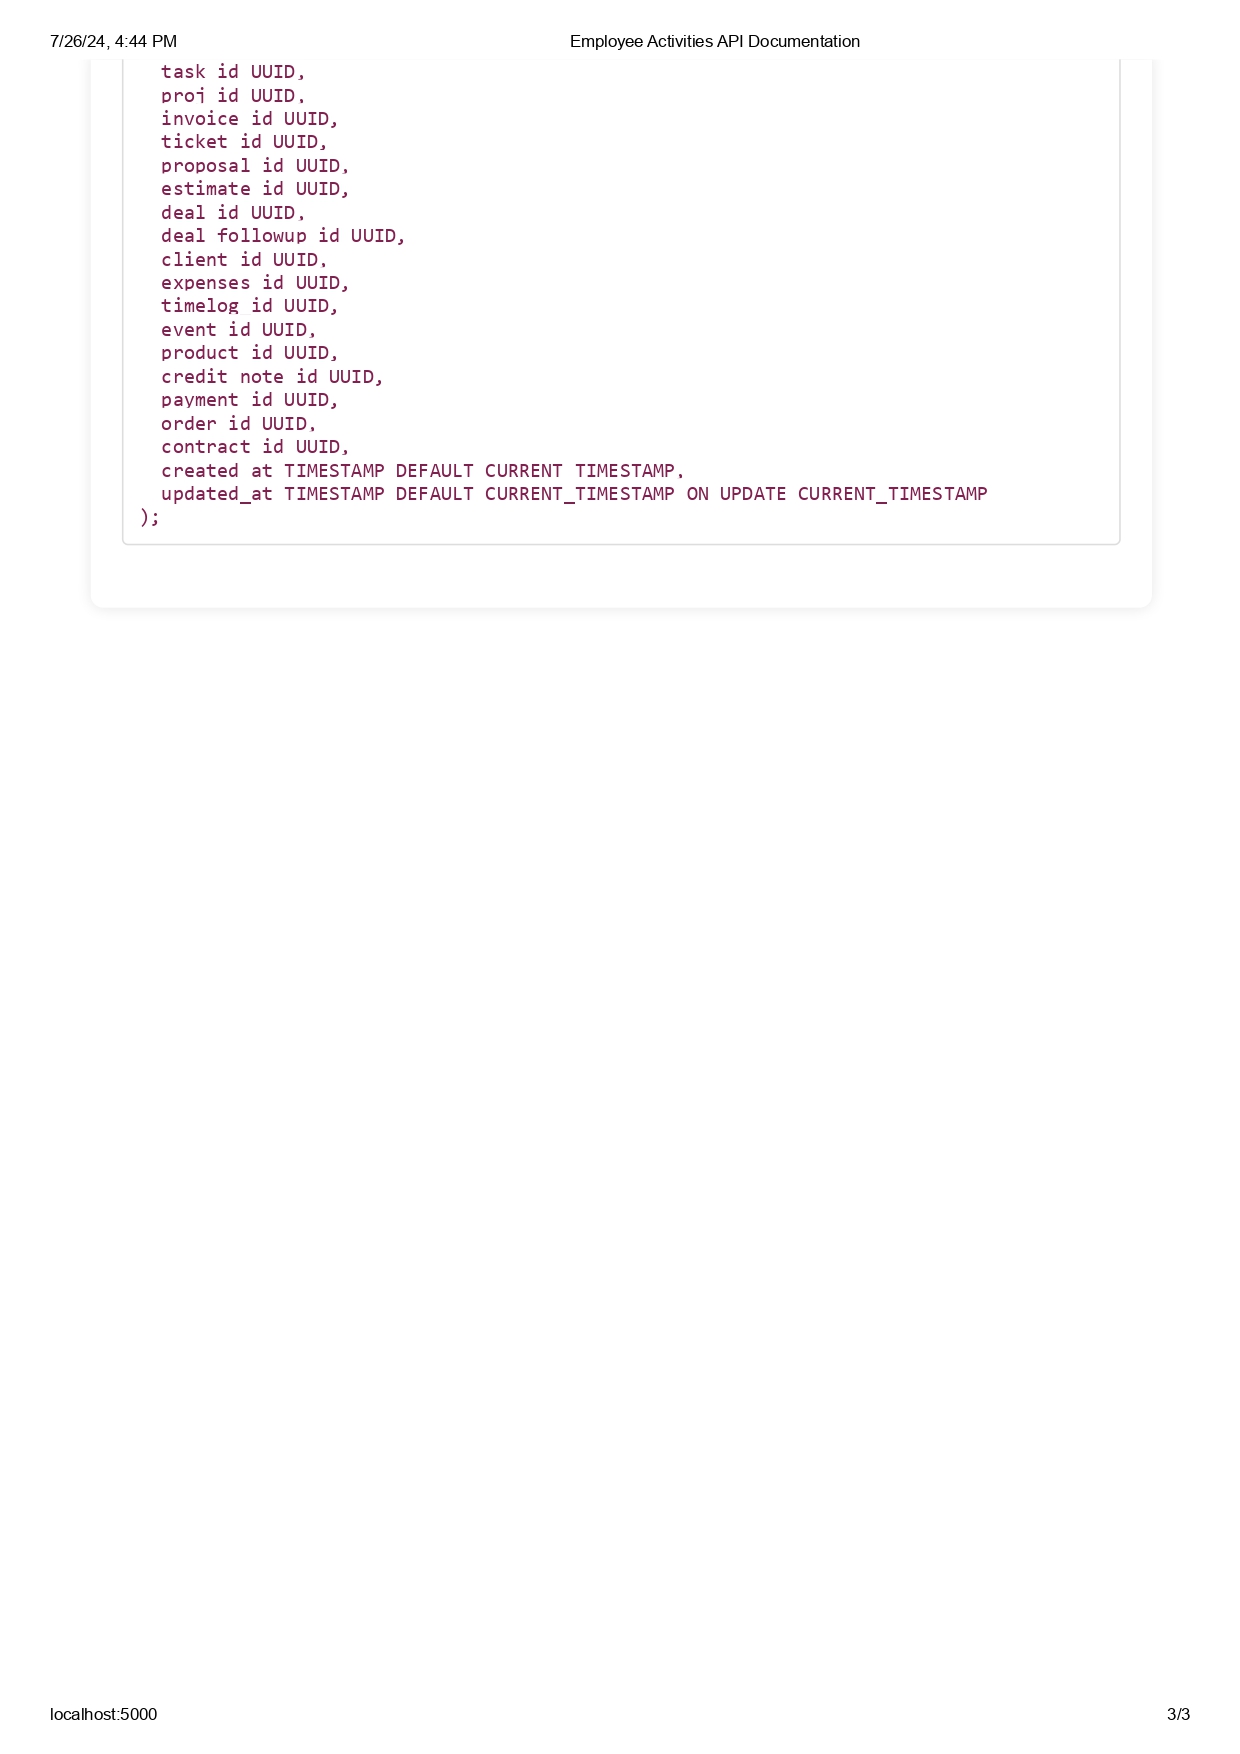 7/26/24, 4:44 PM Employee Activities API Documentation
task id UUID,
proj id UUID,
invoice id UUID,
ticket id UUID,
proposal id UUID,
estimate id UUID,
deal id UUID,
deal followup id UUID,
client id UUID,
expenses id UUID,
timelog id UUID,
event id UUID,
product id UUID,
credit note id UUID,
payment id UUID,
order id UUID,
contract id UUID,
created at TIMESTAMP DEFAULT CURRENT TIMESTAMP,
updated_at TIMESTAMP DEFAULT CURRENT_TIMESTAMP ON UPDATE CURRENT_TIMESTAMP
);
localhost:5000 3/3